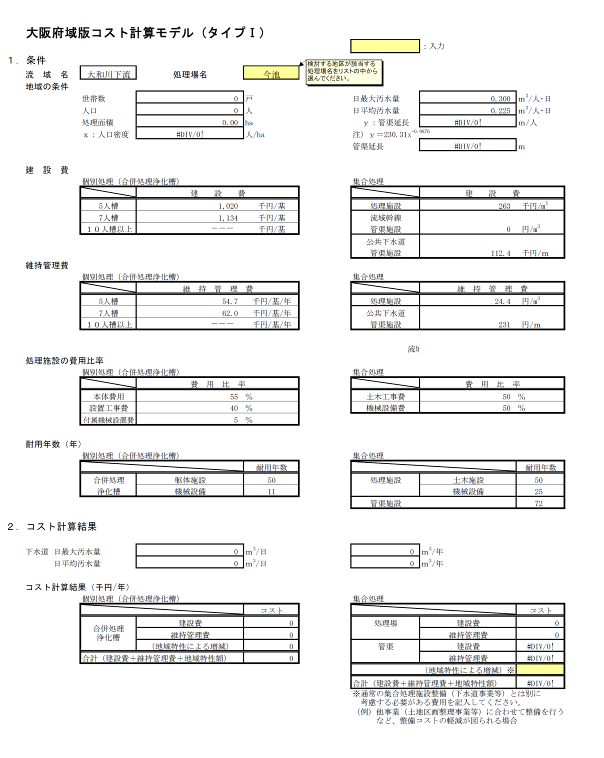 大阪府域版コスト計算モデル（タイプⅠ）
：入力
１．条件
流　域　名　大和川下流　処理場名　今池
検討する地区が該当する
処理場名をリストの中から
選んでください。
地域の条件
世帯数　0　戸　日最大汚水量　0.300　m3/人・日
人口　0　人　日平均汚水量　0.225　m3/人・日
処理面積　0.00　ha　ｙ：管渠延長　#DIV/0!　m/人
ｘ：人口密度　#DIV/0!　人/ha　注）ｙ＝230.31x-0.9876
管渠延長　#DIV/0!　m
建　設　費
個別処理（合併処理浄化槽）
建　設　費
5人槽　1,020　千円/基
7人槽　1,134　千円/基
１０人槽以上　－－－　千円/基
集合処理
建　設　費
処理施設　263　千円/m3
流域幹線
管渠施設　0　円/m3
公共下水道
管渠施設　112.4　千円/m
維持管理費
個別処理（合併処理浄化槽）
維　持　管　理　費
5人槽　54.7　千円/基/年
7人槽　62.0　千円/基/年
１０人槽以上　－－－　千円/基/年
集合処理
維　持　管　理　費
処理施設　24.4　円/m3
公共下水道
管渠施設　231　円/m
処理施設の費用比率
個別処理（合併処理浄化槽）
費　用　比　率
本体費用　55　％
設置工事費　40　％
付属機械設置費　5　％
集合処理
費　用　比　率
土木工事費　50　％
機械設備費　50　％
耐用年数（年）
個別処理（合併処理浄化槽）
耐用年数
合併処理　躯体施設　50
浄化槽　機械設備　11
集合処理
耐用年数
処理施設　土木施設　50
機械設備　25
管渠施設　72
２．コスト計算結果
下水道　日最大汚水量　0　m3/日　0　m3/年
日平均汚水量　0　m3/日　0　m3/年
コスト計算結果（千円/年）
個別処理（合併処理浄化槽）
コスト
合併処理　建設費　0
浄化槽　維持管理費　0
（地域特性による増減）　0
合計（建設費＋維持管理費＋地域特性額）　0
集合処理
コスト
処理場　建設費　0
維持管理費　0
管渠　建設費　#DIV/0!
維持管理費　#DIV/0!
（地域特性による増減）※
合計（建設費＋維持管理費＋地域特性額）　#DIV/0!
※通常の集合処理施設整備（下水道事業等）とは別に
考慮する必要がある費用を記入してください。
（例）他事業（土地区画整理事業等）に合わせて整備を行う
など、整備コストの軽減が図られる場合